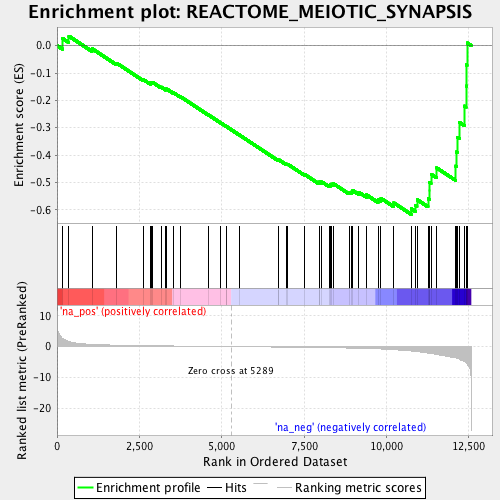 Enrichment plot: REACTOME_MEIOTIC_SYNAPSIS
Enrichment score (ES)
0.0
-0.1
-0.2
-0.3
-0.4
-0.5
-0.6
'na_pos' (positively correlated)
Ranked list metric (PreRanked)
10
0
-10
-20
Zero cross at 5289
'na_neg' (negatively correlated)
0 2,500 5,000 7,500 10,000 12,500
Rank in Ordered Dataset
Enrichment profile Hits Ranking metric scores